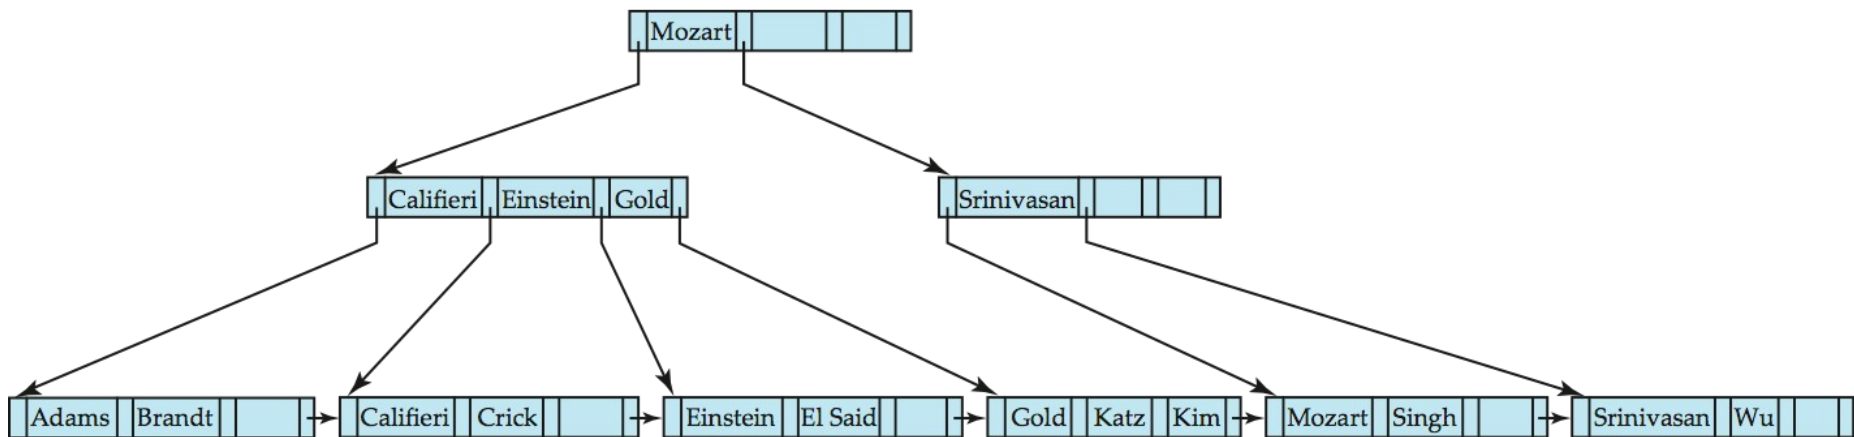 Mozart
Califieri Einstein Gold Srinivasan
Adams Brandt Califieri Crick Einstein El Said Gold Katz Kim Mozart Singh Srinivasan Wu